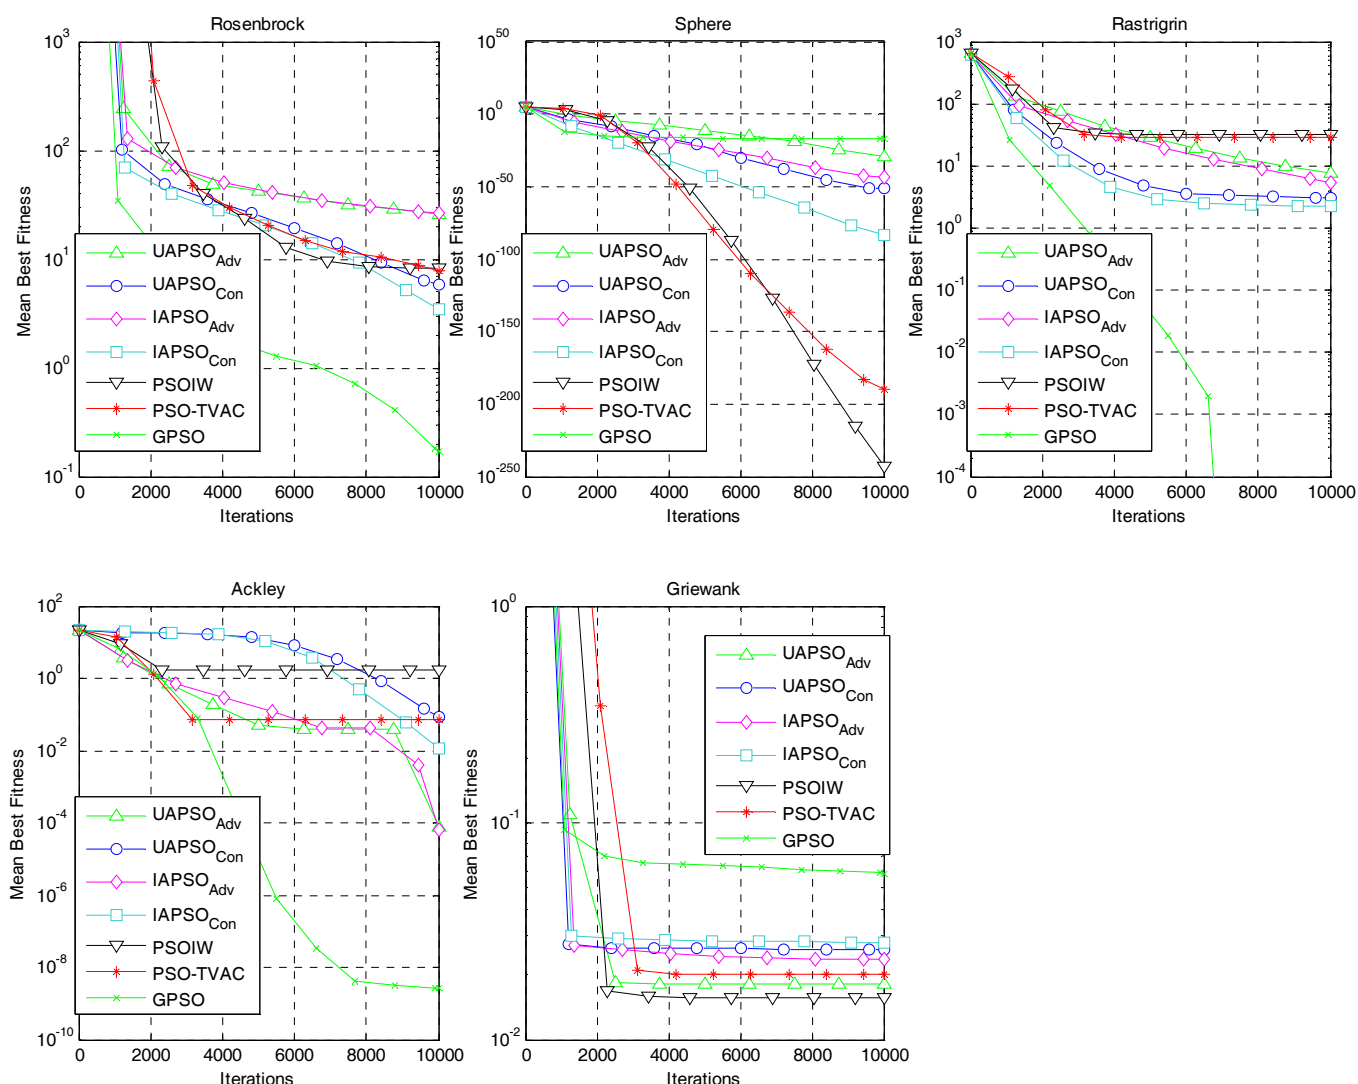 Rosenbrock
10^3
10^2
10^1
10^0
10^-1
Mean Best Fitness
UAPSO_Adv
UAPSO_Con
IAPSO_Adv
IAPSO_Con
PSOIW
PSO-TVAC
GPSO
0 2000 4000 6000 8000 10000
Iterations
Sphere
10^50
10^0
10^-50
10^-100
10^-150
10^-200
10^-250
Mean Best Fitness
UAPSO_Adv
UAPSO_Con
IAPSO_Adv
IAPSO_Con
PSOIW
PSO-TVAC
GPSO
0 2000 4000 6000 8000 10000
Iterations
Rastrigrin
10^3
10^2
10^1
10^0
10^-1
10^-2
10^-3
10^-4
Mean Best Fitness
UAPSO_Adv
UAPSO_Con
IAPSO_Adv
IAPSO_Con
PSOIW
PSO-TVAC
GPSO
0 2000 4000 6000 8000 10000
Iterations
Ackley
10^2
10^0
10^-2
10^-4
10^-6
10^-8
10^-10
Mean Best Fitness
UAPSO_Adv
UAPSO_Con
IAPSO_Adv
IAPSO_Con
PSOIW
PSO-TVAC
GPSO
0 2000 4000 6000 8000 10000
Iterations
Griewank
10^0
10^-1
10^-2
Mean Best Fitness
UAPSO_Adv
UAPSO_Con
IAPSO_Adv
IAPSO_Con
PSOIW
PSO-TVAC
GPSO
0 2000 4000 6000 8000 10000
Iterations